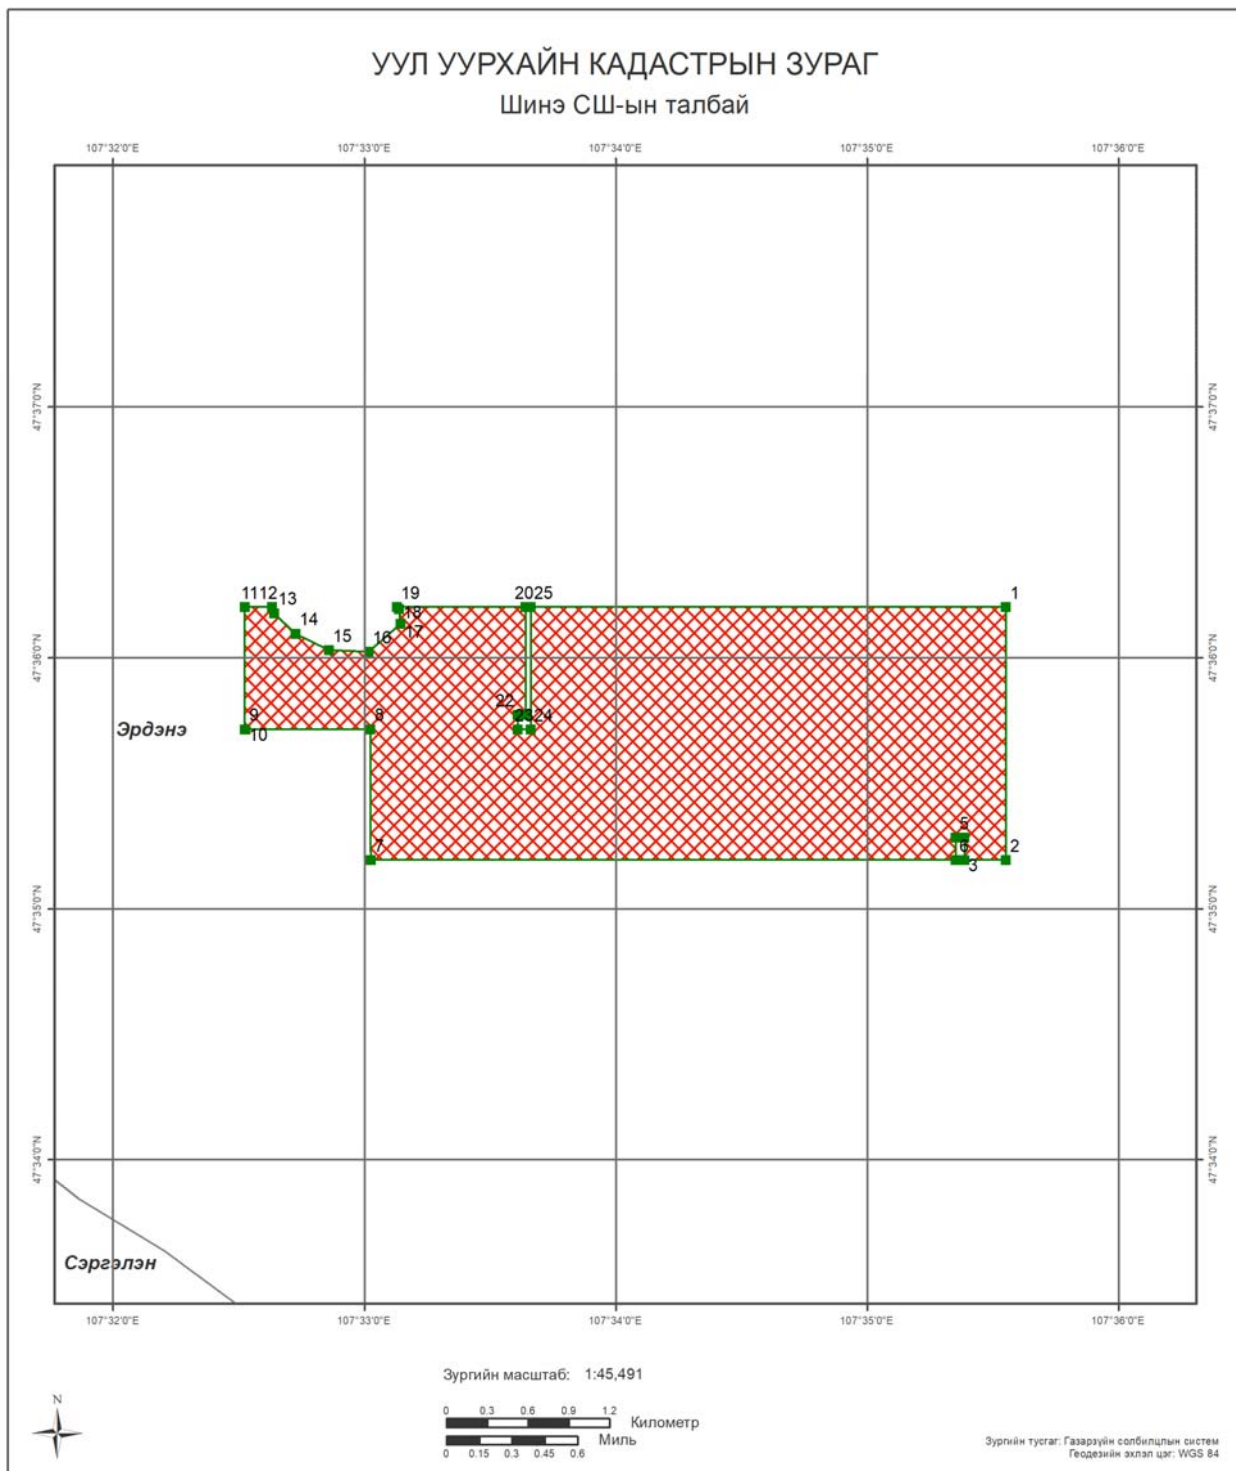 УУЛ УУРХАЙН КАДАСТРЫН ЗУРАГ
Шинэ СШ-ын талбай
107°32'0"E 107°33'0"E 107°34'0"E 107°35'0"E 107°36'0"E
47°37'0"N 47°37'0"N
11 12 13 19 20 25 1
14 18
15 16 17
47°36'0"N 47°36'0"N
22
9 8 23 24
Эрдэнэ 10
5
7 6 3 2
47°35'0"N 47°35'0"N
47°34'0"N 47°34'0"N
Сэргэлэн
107°32'0"E 107°33'0"E 107°34'0"E 107°35'0"E 107°36'0"E
Зургийн масштаб: 1:45,491
N
0 0.3 0.6 0.9 1.2
Километр
Миль
0 0.15 0.3 0.45 0.6
Зургийн тусгаг: Газарзүйн солбилцлын систем
Геодезийн эхлэл цэг: WGS 84